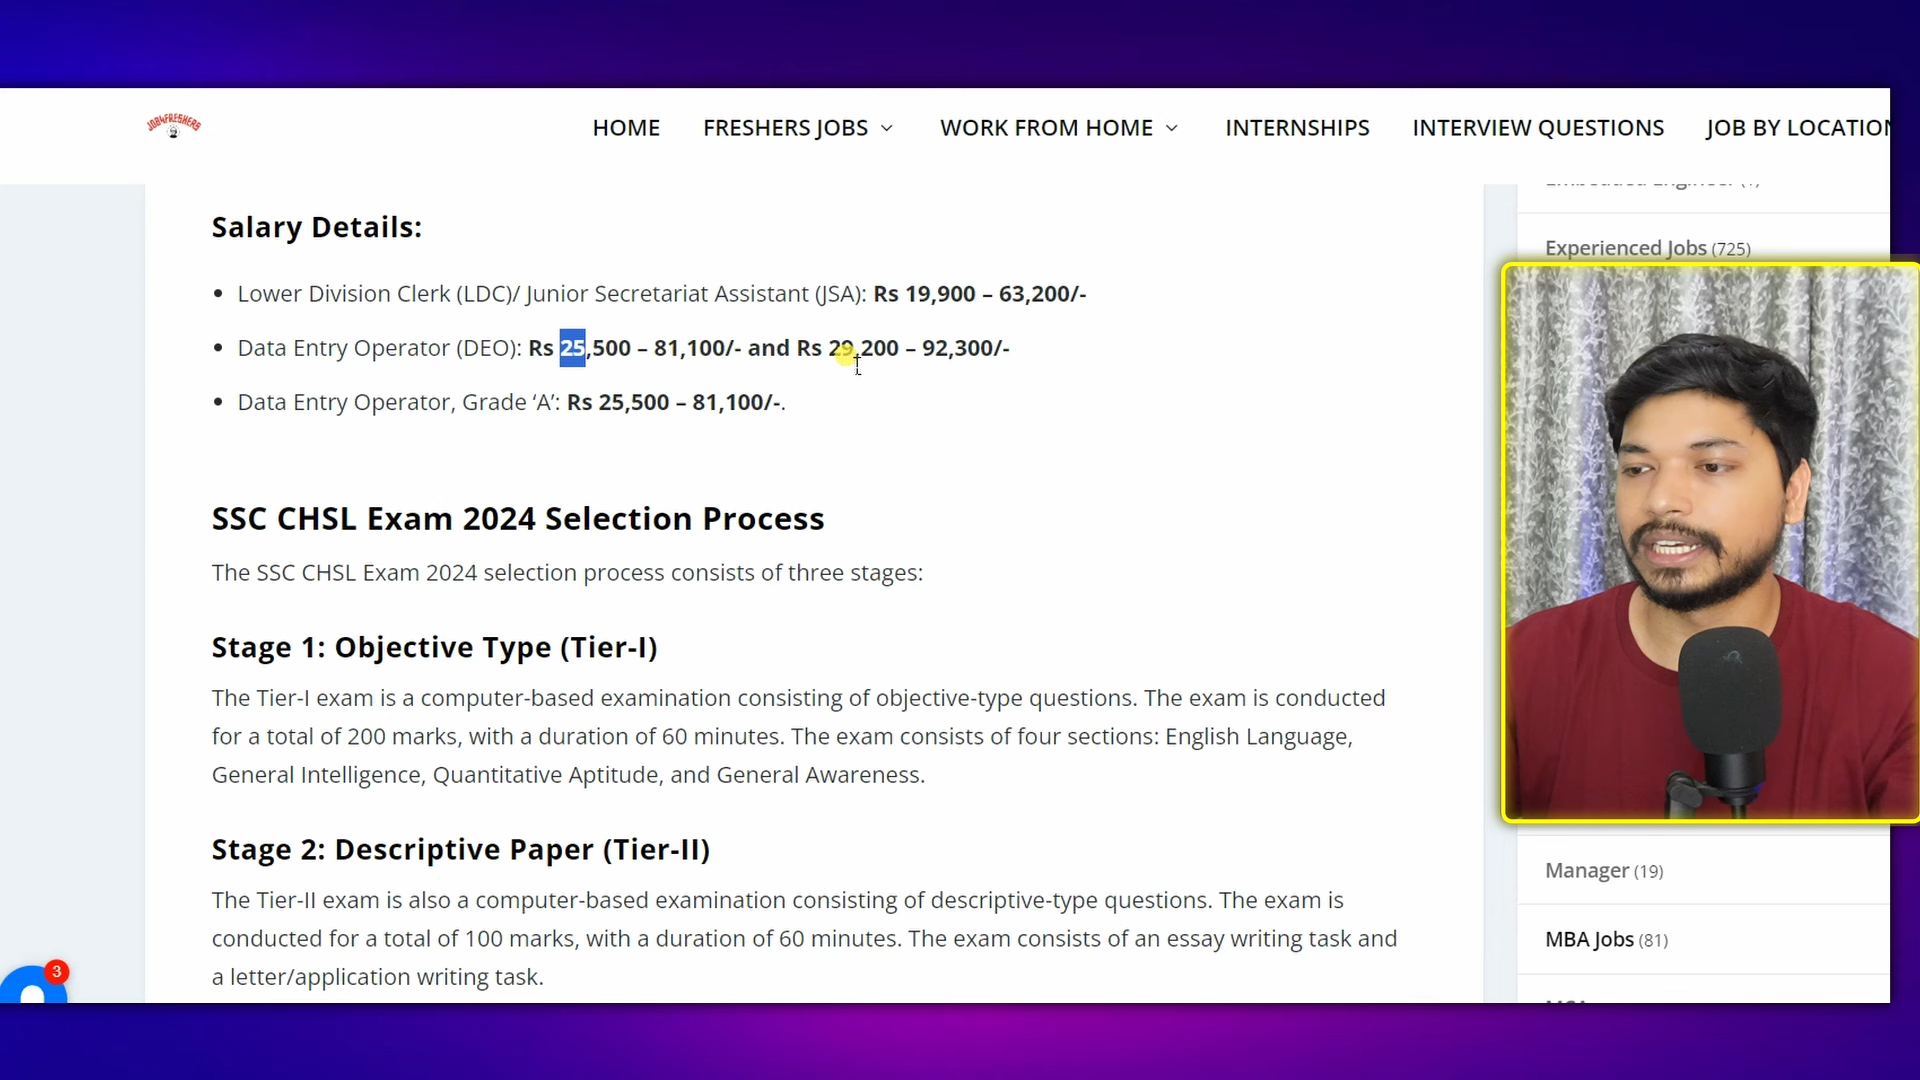 JOB4FRESHERS
HOME FRESHERS JOBS WORK FROM HOME INTERNSHIPS INTERVIEW QUESTIONS JOB BY LOCATION
Salary Details:
• Lower Division Clerk (LDC)/ Junior Secretariat Assistant (JSA): Rs 19,900 – 63,200/-
• Data Entry Operator (DEO): Rs 25,500 – 81,100/- and Rs 29,200 – 92,300/-
• Data Entry Operator, Grade ‘A’: Rs 25,500 – 81,100/-.
SSC CHSL Exam 2024 Selection Process
The SSC CHSL Exam 2024 selection process consists of three stages:
Stage 1: Objective Type (Tier-I)
The Tier-I exam is a computer-based examination consisting of objective-type questions. The exam is conducted
for a total of 200 marks, with a duration of 60 minutes. The exam consists of four sections: English Language,
General Intelligence, Quantitative Aptitude, and General Awareness.
Stage 2: Descriptive Paper (Tier-II)
The Tier-II exam is also a computer-based examination consisting of descriptive-type questions. The exam is
conducted for a total of 100 marks, with a duration of 60 minutes. The exam consists of an essay writing task and
a letter/application writing task.
3
Experienced Jobs (725)
Manager (19)
MBA Jobs (81)